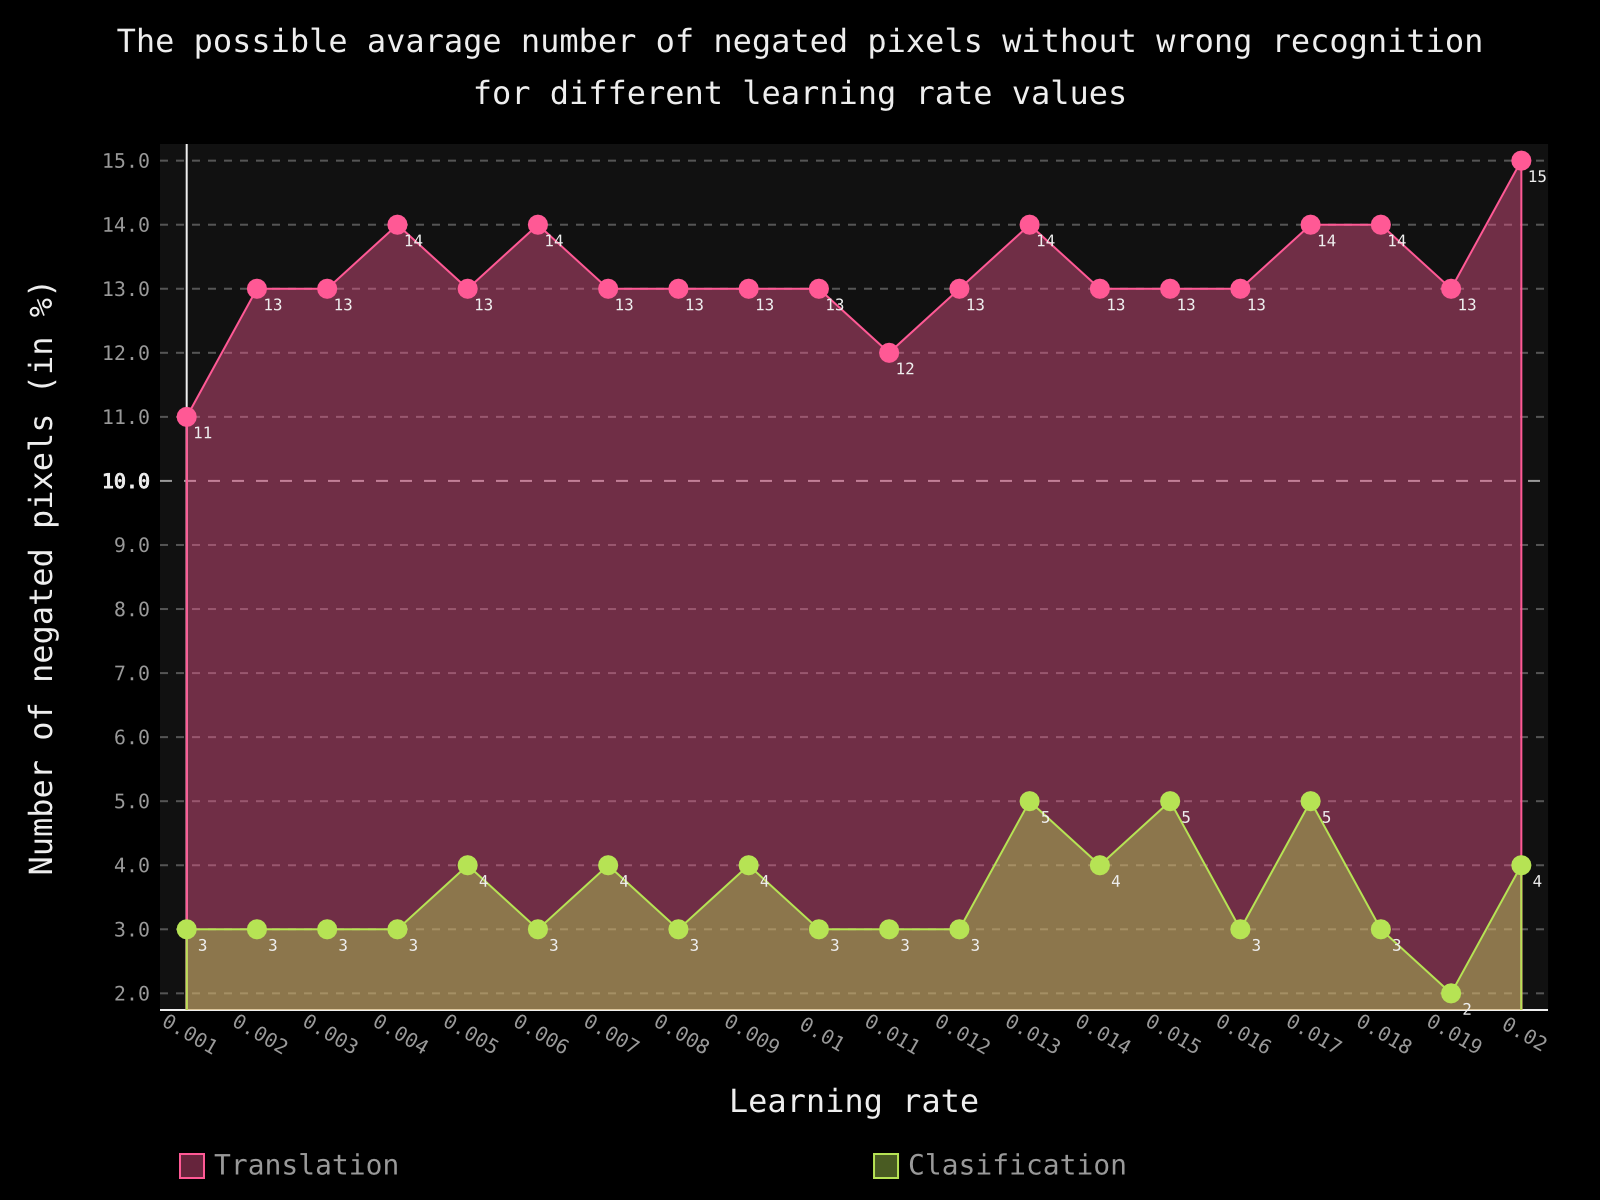 The possible avarage number of negated pixels without wrong recognition
for different learning rate values
Number of negated pixels (in %)
15.0
14.0
13.0
12.0
11.0
10.0
9.0
8.0
7.0
6.0
5.0
4.0
3.0
2.0
11 13 13 14 13 14 13 13 13 13 12 13 14 13 13 13 14 14 13 15
3 3 3 3 4 3 4 3 4 3 3 3 5 4 5 3 5 3 2 4
0.001 0.002 0.003 0.004 0.005 0.006 0.007 0.008 0.009 0.01 0.011 0.012 0.013 0.014 0.015 0.016 0.017 0.018 0.019 0.02
Learning rate
Translation Clasification